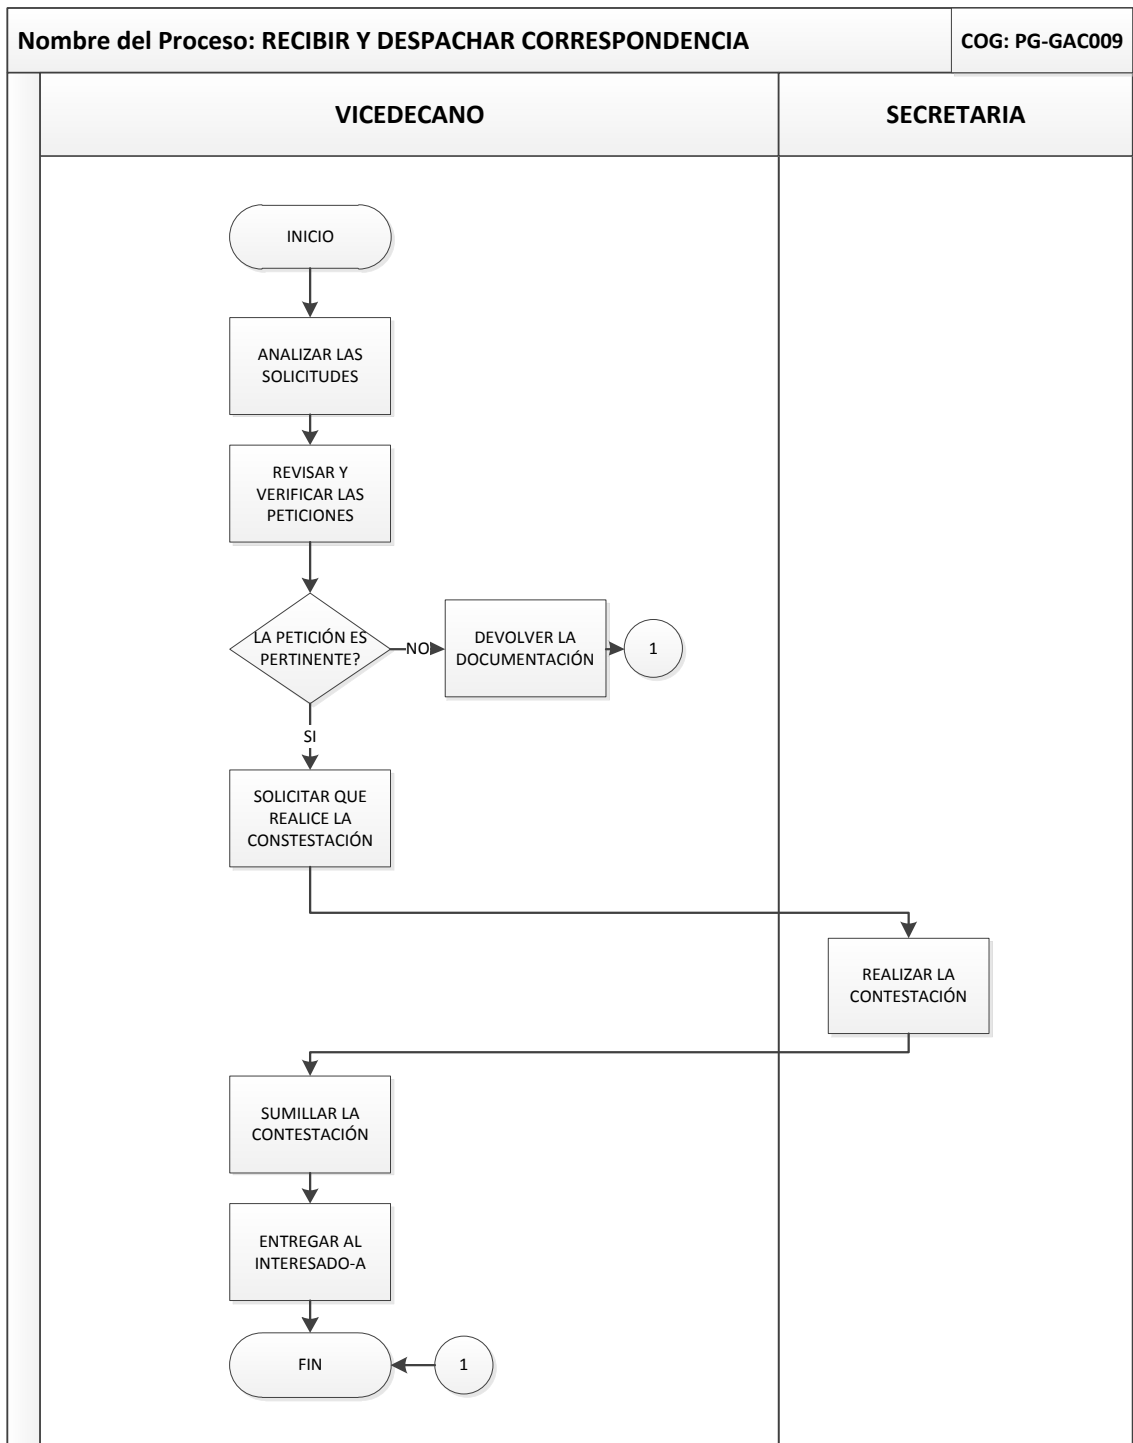 Nombre del Proceso: RECIBIR Y DESPACHAR CORRESPONDENCIA
COG: PG-GAC009
VICEDECANO
SECRETARIA
INICIO
ANALIZAR LAS
SOLICITUDES
REVISAR Y
VERIFICAR LAS
PETICIONES
LA PETICIÓN ES
PERTINENTE?
NO
DEVOLVER LA
DOCUMENTACIÓN
1
SI
SOLICITAR QUE
REALICE LA
CONSTESTACIÓN
REALIZAR LA
CONTESTACIÓN
SUMILLAR LA
CONTESTACIÓN
ENTREGAR AL
INTERESADO-A
FIN
1